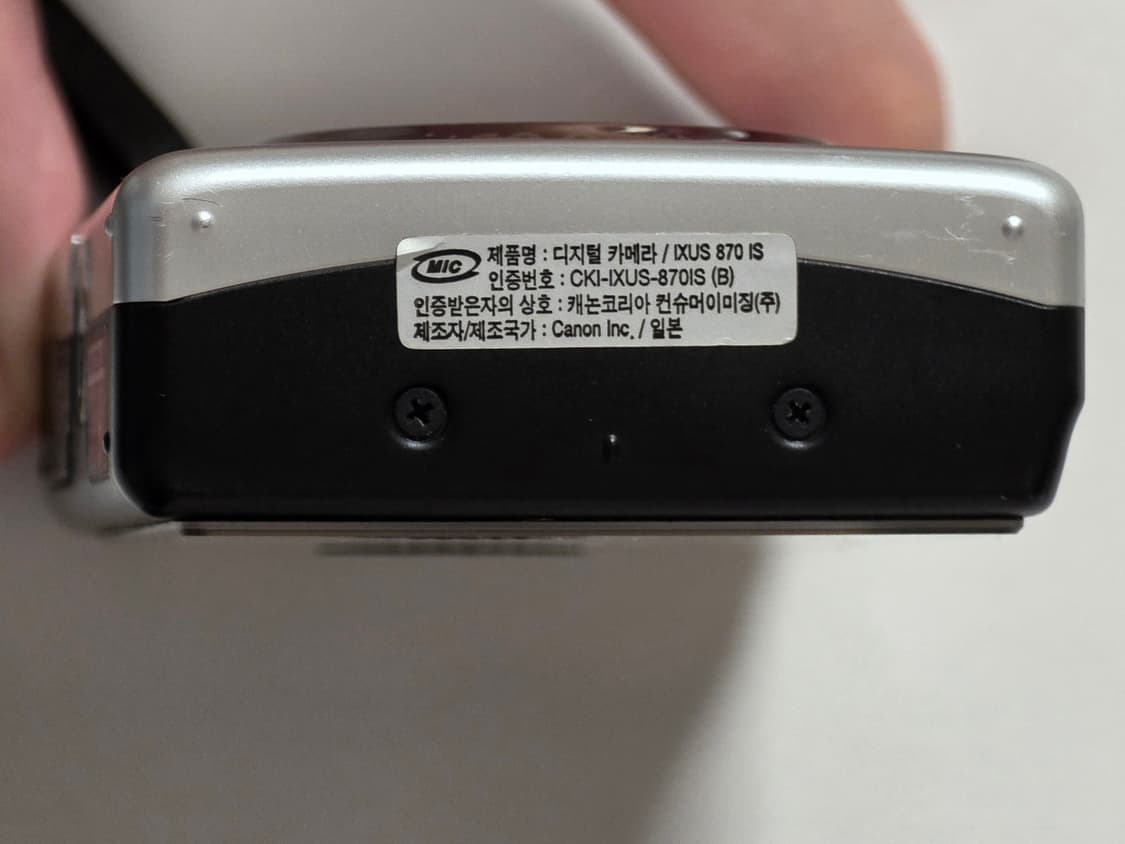 MIC 제품명 : 디지털 카메라 / IXUS 870 IS
인증번호 : CKI-IXUS-870IS (B)
인증받은자의 상호 : 캐논코리아 컨슈머이미징(주)
제조자/제조국가 : Canon Inc. / 일본